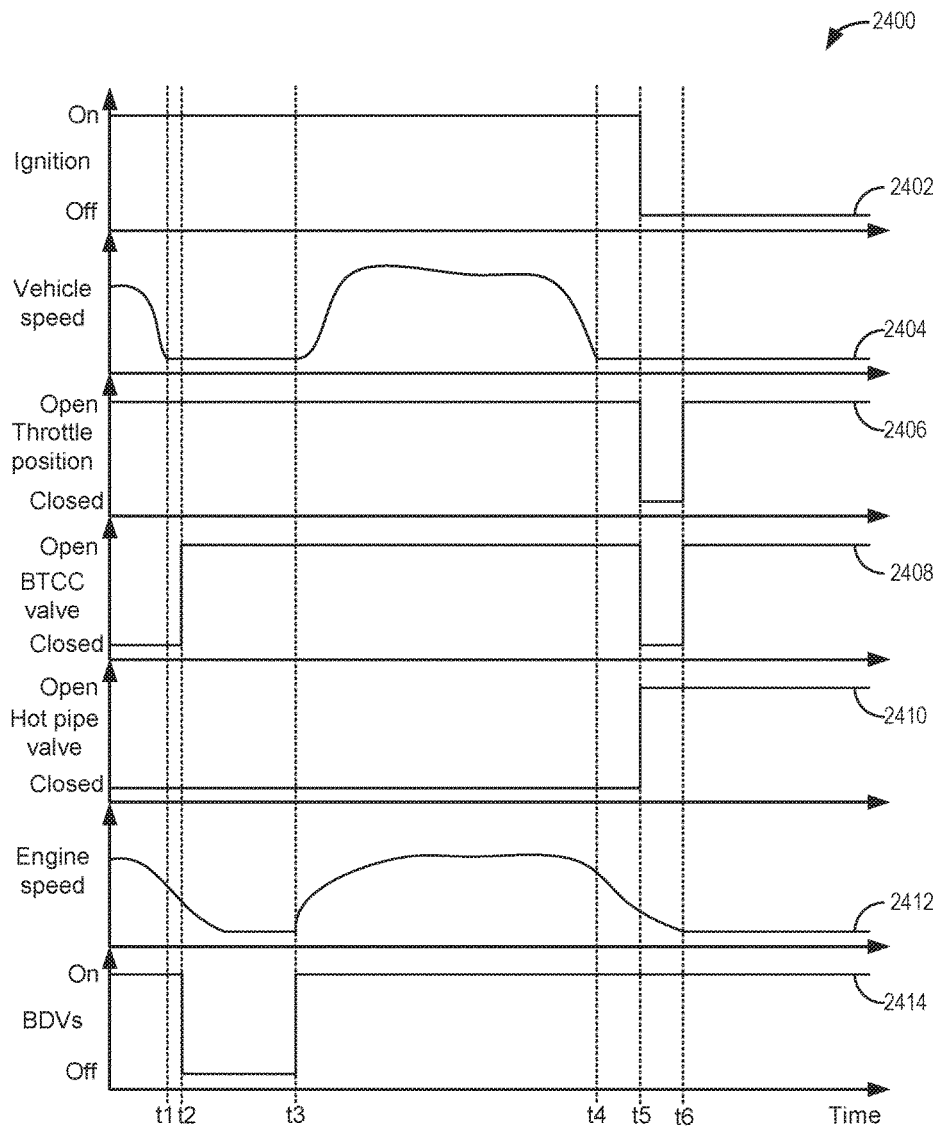 2400
On
Ignition
Off
2402
Vehicle
speed
2404
Open
Throttle
position
Closed
2406
Open
BTCC
valve
Closed
2408
Open
Hot pipe
valve
Closed
2410
Engine
speed
2412
On
BDVs
Off
2414
t1 t2 t3 t4 t5 t6 Time